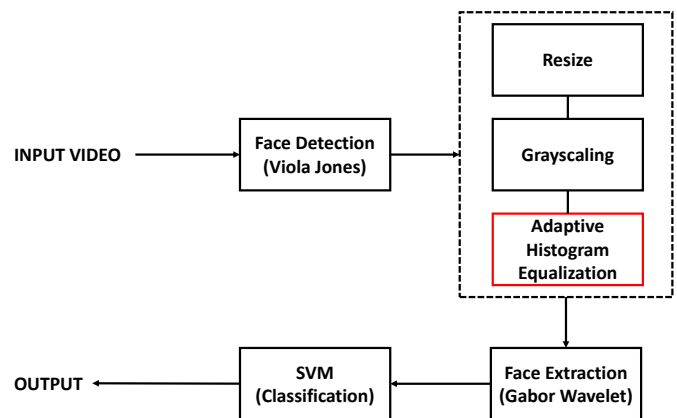 INPUT VIDEO
Face Detection
(Viola Jones)
Resize
Grayscaling
Adaptive
Histogram
Equalization
Face Extraction
(Gabor Wavelet)
SVM
(Classification)
OUTPUT